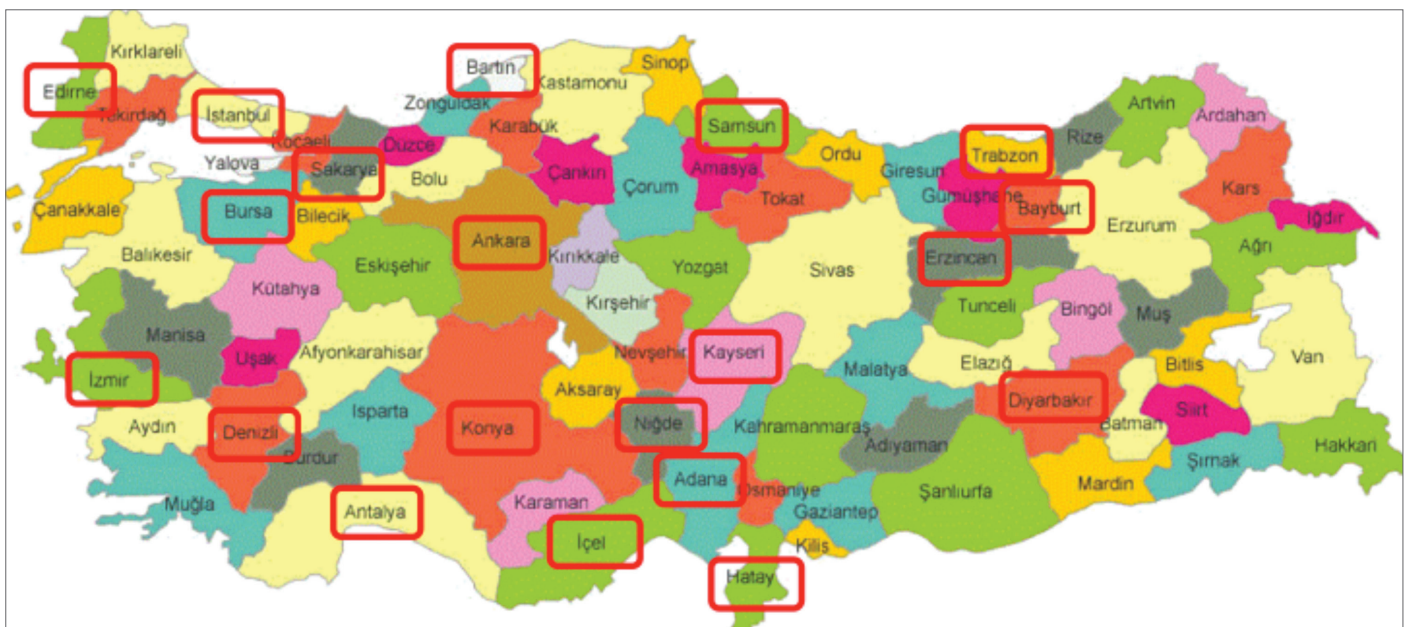 Kırklareli
Edirne
Tekirdağ
İstanbul
Kocaeli
Yalova
Sakarya
Düzce
Zonguldak
Bartın
Karabük
Kastamonu
Sinop
Samsun
Çankırı
Çorum
Amasya
Tokat
Ordu
Giresun
Trabzon
Gümüşhane
Bayburt
Rize
Artvin
Ardahan
Kars
Iğdır
Ağrı
Erzurum
Erzincan
Çanakkale
Bursa
Bilecik
Bolu
Balıkesir
Eskişehir
Ankara
Kırıkkale
Yozgat
Sivas
Tunceli
Bingöl
Muş
Kütahya
Kırşehir
Manisa
Uşak
Afyonkarahisar
Nevşehir
Kayseri
Malatya
Elazığ
Bitlis
Van
İzmir
Aksaray
Diyarbakır
Batman
Siirt
Aydın
Denizli
Isparta
Konya
Niğde
Kahramanmaraş
Adıyaman
Hakkari
Şırnak
Burdur
Muğla
Antalya
Karaman
Adana
Osmaniye
Gaziantep
Şanlıurfa
Mardin
İçel
Kilis
Hatay